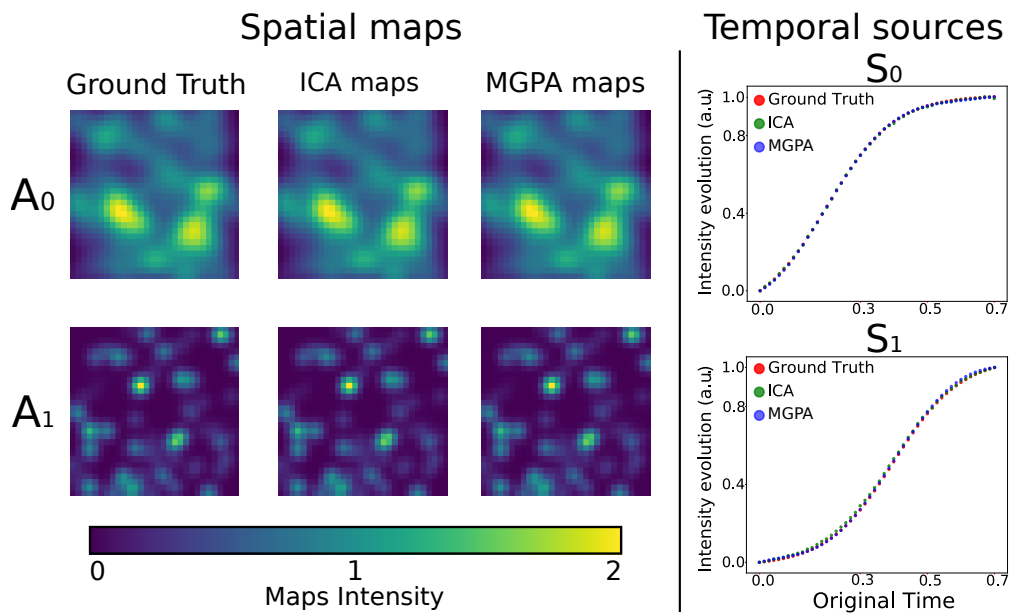 Spatial maps
Ground Truth ICA maps MGPA maps
A0
A1
0 1 2
Maps Intensity
Temporal sources
S0
Intensity evolution (a.u.)
1.0
0.8
0.4
0.0
Ground Truth
ICA
MGPA
0.0 0.3 0.5 0.7
S1
Intensity evolution (a.u)
1.0
0.8
0.4
0.0
Ground Truth
ICA
MGPA
0.0 0.3 0.5 0.7
Original Time